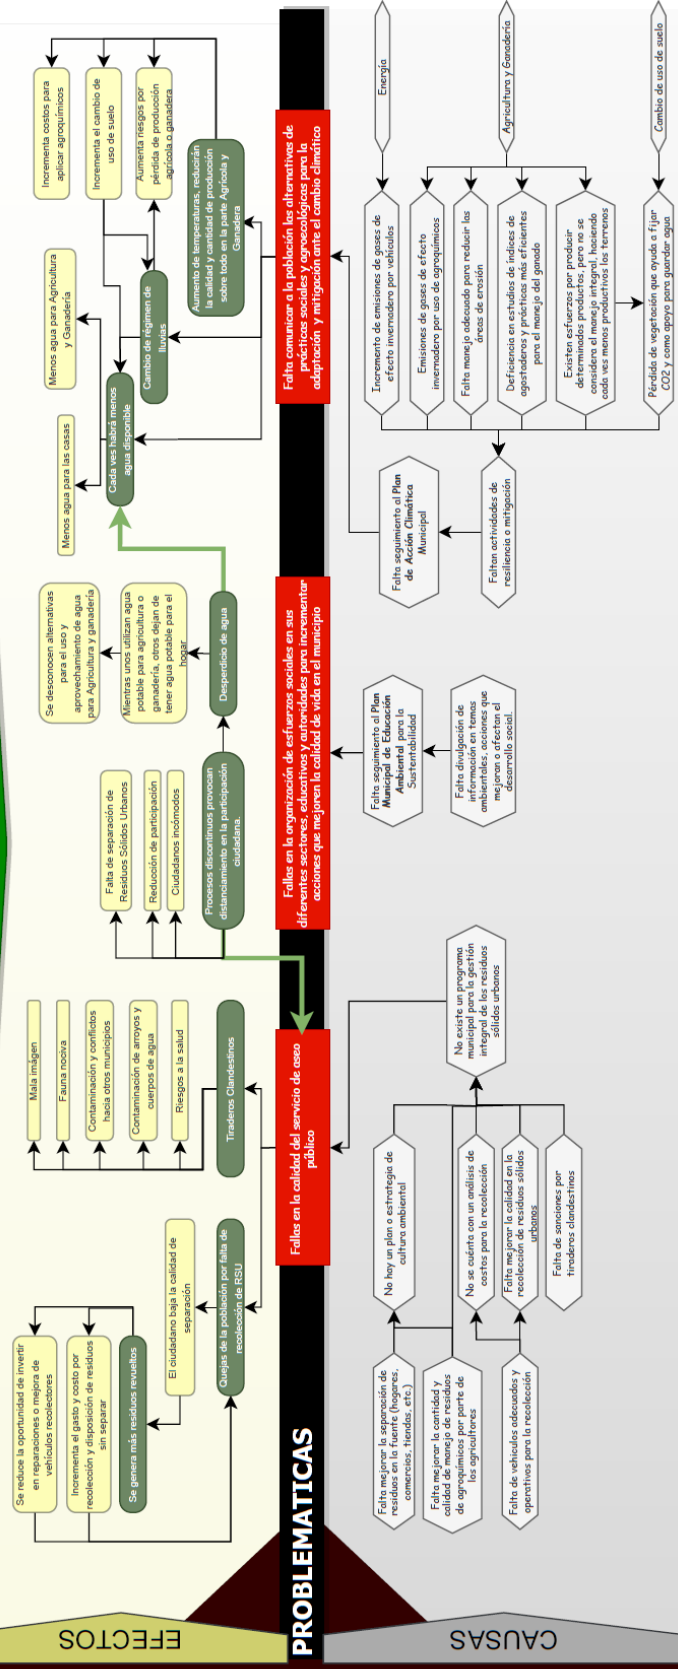 EFECTOS
PROBLEMATICAS
CAUSAS
Se reduce la oportunidad de invertir
en reparaciones o mejora de
vehículos recolectores
Incrementa el gasto y costo por
recolección y disposición de residuos
sin separar
Se genera más residuos revueltos
El ciudadano baja la calidad de
separación
Quejas de la población por falta de
recolección de RSU
Mala imágen
Fauna nociva
Contaminación y conflictos
hacia otros municipios
Contaminación de arroyos y
cuerpos de agua
Riesgos a la salud
Tiraderos Clandestinos
Falta de separación de
Residuos Sólidos Urbanos
Reducción de participación
Ciudadanos incómodos
Procesos discontinuos provocan
distanciamiento en la participación
ciudadana.
Se desconocen alternativas
para el uso y
aprovechamiento de agua
para Agricultura y ganadería
Mientras unos utilizan agua
potable para agricultura o
ganadería, otros dejan de
tener agua potable para el
hogar
Desperdicio de agua
Menos agua para las casas
Menos agua para Agricultura
y Ganadería
Cada ves habrá menos
agua disponible
Cambio de régimen de
lluvias
Incrementa costos para
aplicar agroquímicos
Incrementa el cambio de
uso de suelo
Aumenta riesgos por
pérdida de producción
agrícola o ganadera
Aumento de temperaturas, reducirán
la calidad y cantidad de producción
sobre todo en la parte Agrícola y
Ganadera
Fallas en la calidad del servicio de aseo
público
Fallas en la organización de esfuerzos sociales en sus
diferentes sectores, educativos y autoridades para incrementar
acciones que mejoren la calidad de vida en el municipio
Falta comunicar a la población las alternativas de
prácticas sociales y agroecológicas para la
adaptación y mitigación ante el cambio climático
Falta mejorar la separación de
residuos en la fuente (hogares,
comercios, tiendas, etc.)
Falta mejorar la cantidad y
calidad de manejo de residuos
de agroquímicos por parte de
los agricultores
Falta de vehículos adecuados y
operativos para la recolección
No hay un plan o estrategia de
cultura ambiental
No se cuénta con un análisis de
costos para la recolección
Falta mejorar la calidad en la
recolección de residuos sólidos
urbanos
Falta de sanciones por
tiraderos clandestinos
No existe un programa
municipal para la gestión
integral de los residuos
sólidos urbanos
Falta seguimiento al Plan
Municipal de Educación
Ambiental para la
Sustentabilidad
Falta divulgación de
información en temas
ambientales, acciones que
mejoran o afectan el
desarrollo social.
Falta seguimiento al Plan
de Acción Climática
Municipal
Faltan actividades de
resiliencia o mitigación
Incremento de emisiones de gases de
efecto invernadero por vehículos
Emisiones de gases de efecto
invernadero por uso de agroquímicos
Falta manejo adecuado para reducir las
áreas de erosión
Deficiencia en estudios de índices de
agostaderos y prácticas más eficientes
para el manejo del ganado
Existen esfuerzos por producir
determinados productos, pero no se
considera el manejo integral, haciendo
cada ves menos productivos los terrenos
Pérdida de vegetación que ayuda a fijar
CO2 y como apoyo para guardar agua
Energía
Agricultura y Ganadería
Cambio de uso de suelo